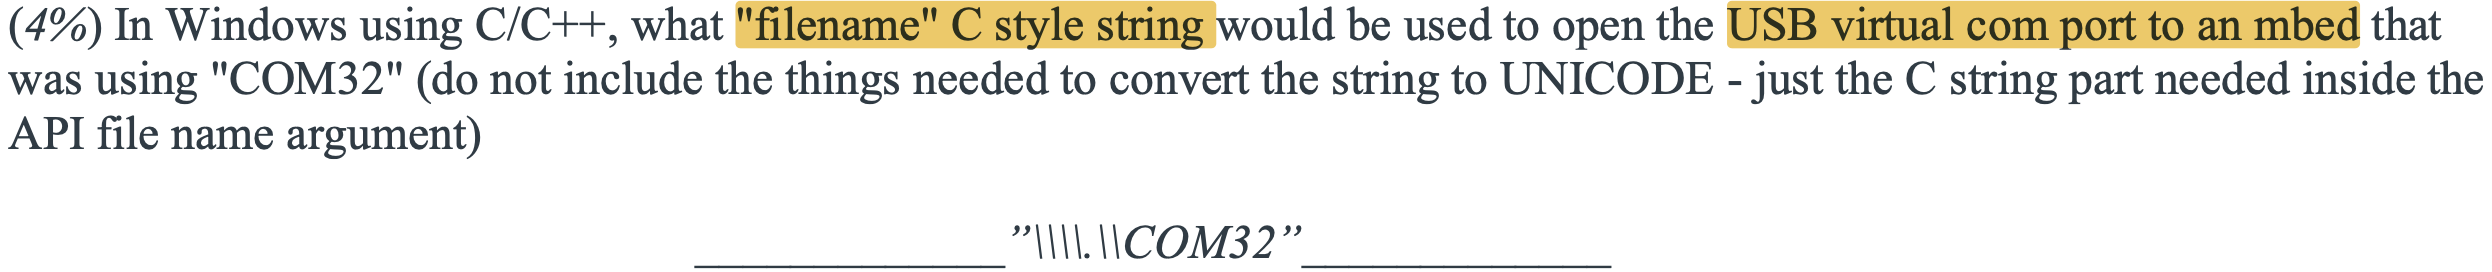 (4%) In Windows using C/C++, what "filename" C style string would be used to open the USB virtual com port to an mbed that
was using "COM32" (do not include the things needed to convert the string to UNICODE - just the C string part needed inside the
API file name argument)
_____________ ”\\\\.\\COM32”_____________